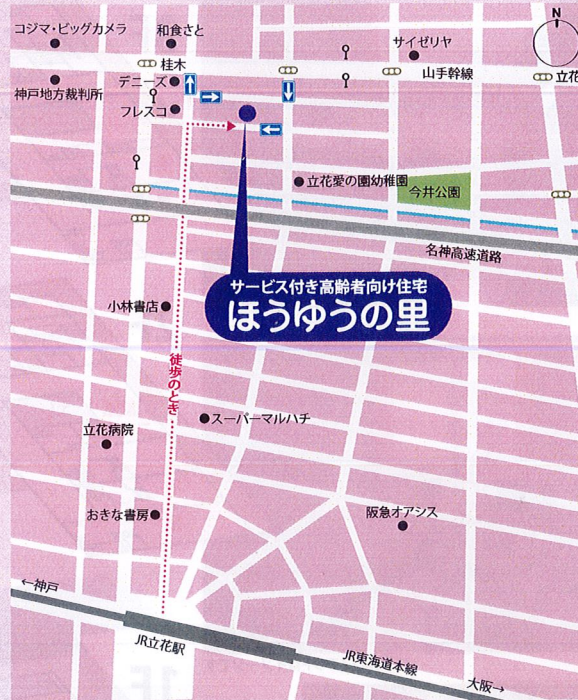 N
コジマ・ビッグカメラ
和食さと
サイゼリヤ
桂木
山手幹線
立花
デニーズ
神戸地方裁判所
フレスコ
立花愛の園幼稚園
今井公園
名神高速道路
サービス付き高齢者向け住宅
ほうゆうの里
小林書店
徒歩のとき
スーパーマルハチ
立花病院
おきな書房
阪急オアシス
←神戸
JR立花駅
JR東海道本線
大阪→